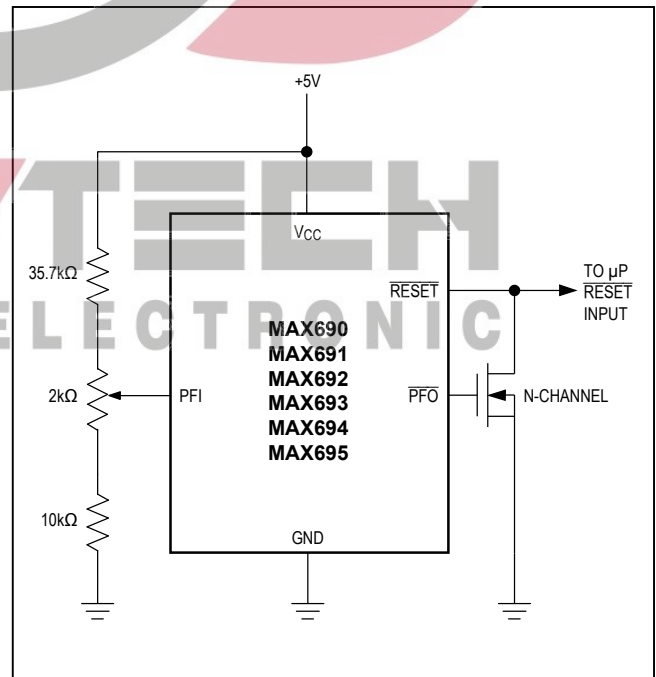 +5V
VCC
35.7kΩ
RESET
TO µP
RESET
INPUT
MAX690
MAX691
MAX692
MAX693
MAX694
MAX695
2kΩ
PFI
PFO
N-CHANNEL
10kΩ
GND
TECH
ELECTRONIC